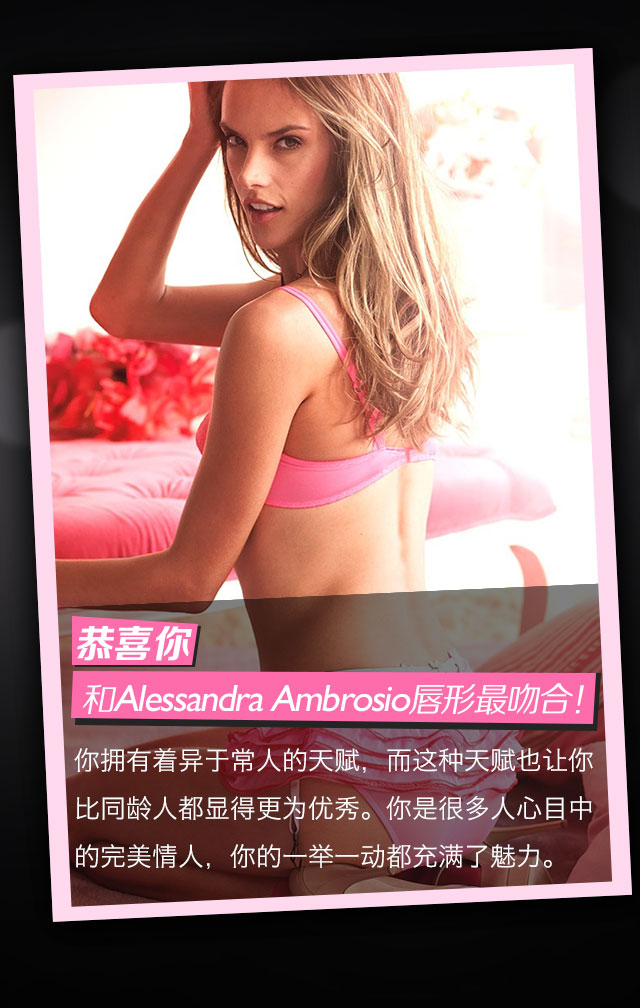 恭喜你
和Alessandra Ambrosio唇形最吻合！
你拥有着异于常人的天赋，而这种天赋也让你
比同龄人都显得更为优秀。你是很多人心目中
的完美情人，你的一举一动都充满了魅力。